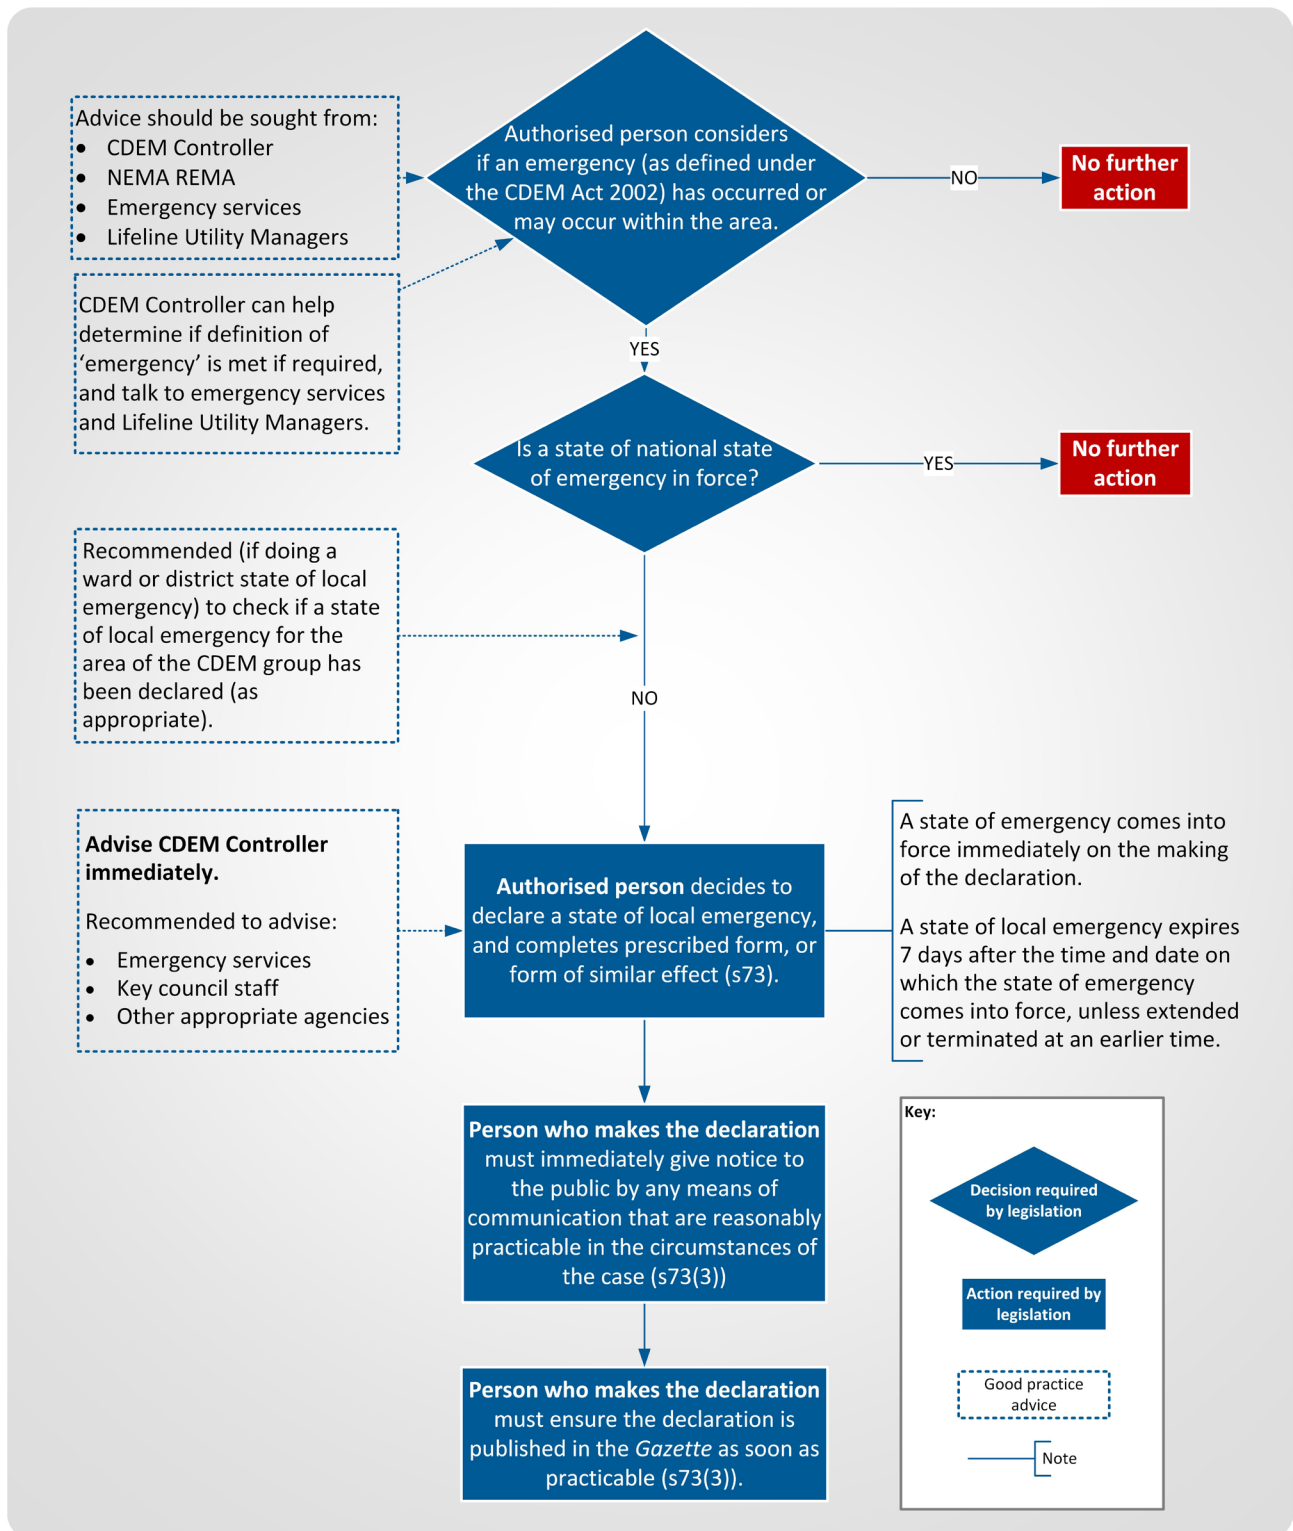 Advice should be sought from:
• CDEM Controller
• NEMA REMA
• Emergency services
• Lifeline Utility Managers
Authorised person considers
if an emergency (as defined under
the CDEM Act 2002) has occurred or
may occur within the area.
NO
No further
action
CDEM Controller can help
determine if definition of
‘emergency’ is met if required,
and talk to emergency services
and Lifeline Utility Managers.
YES
Is a state of national state
of emergency in force?
YES
No further
action
Recommended (if doing a
ward or district state of local
emergency) to check if a state
of local emergency for the
area of the CDEM group has
been declared (as
appropriate).
NO
Advise CDEM Controller
immediately.
Recommended to advise:
• Emergency services
• Key council staff
• Other appropriate agencies
Authorised person decides to
declare a state of local emergency,
and completes prescribed form, or
form of similar effect (s73).
A state of emergency comes into
force immediately on the making
of the declaration.
A state of local emergency expires
7 days after the time and date on
which the state of emergency
comes into force, unless extended
or terminated at an earlier time.
Person who makes the declaration
must immediately give notice to
the public by any means of
communication that are reasonably
practicable in the circumstances of
the case (s73(3))
Person who makes the declaration
must ensure the declaration is
published in the Gazette as soon as
practicable (s73(3)).
Key:
Decision required
by legislation
Action required by
legislation
Good practice
advice
Note